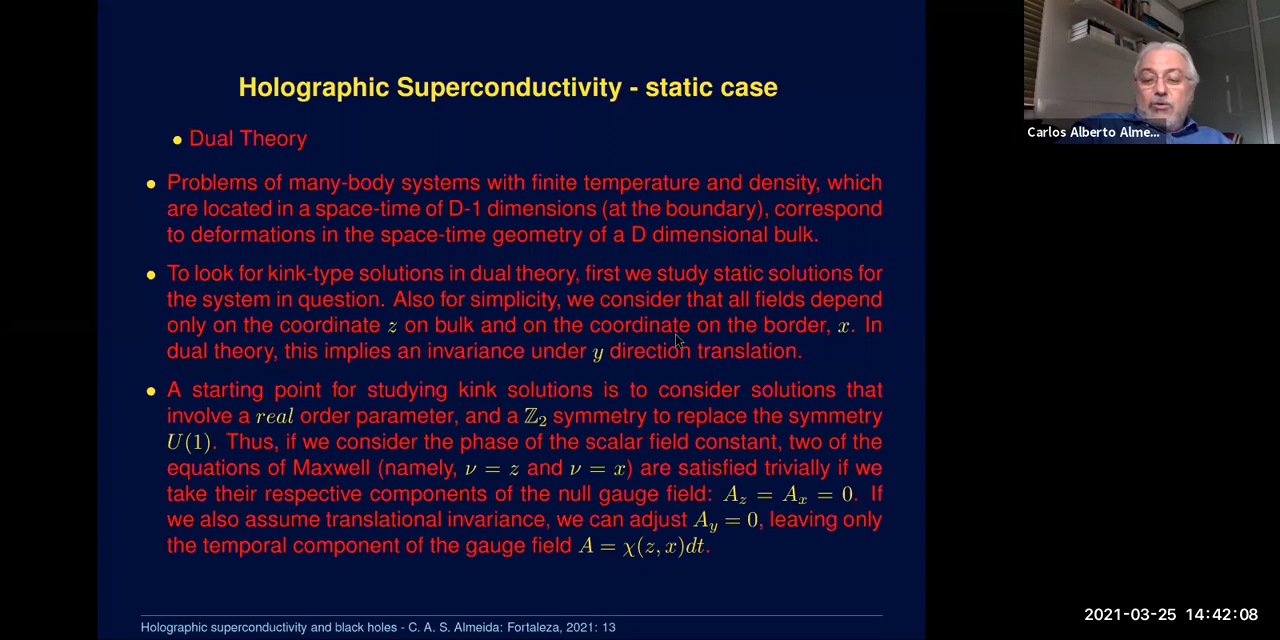 Holographic Superconductivity - static case
• Dual Theory
• Problems of many-body systems with finite temperature and density, which
are located in a space-time of D-1 dimensions (at the boundary), correspond
to deformations in the space-time geometry of a D dimensional bulk.
• To look for kink-type solutions in dual theory, first we study static solutions for
the system in question. Also for simplicity, we consider that all fields depend
only on the coordinate z on bulk and on the coordinate on the border, x. In
dual theory, this implies an invariance under y direction translation.
• A starting point for studying kink solutions is to consider solutions that
involve a real order parameter, and a ℤ₂ symmetry to replace the symmetry
U(1). Thus, if we consider the phase of the scalar field constant, two of the
equations of Maxwell (namely, ν = z and ν = x) are satisfied trivially if we
take their respective components of the null gauge field: A_z = A_x = 0. If
we also assume translational invariance, we can adjust A_y = 0, leaving only
the temporal component of the gauge field A = χ(z, x)dt.
Holographic superconductivity and black holes - C. A. S. Almeida: Fortaleza, 2021: 13
Carlos Alberto Alme...
2021-03-25 14:42:08